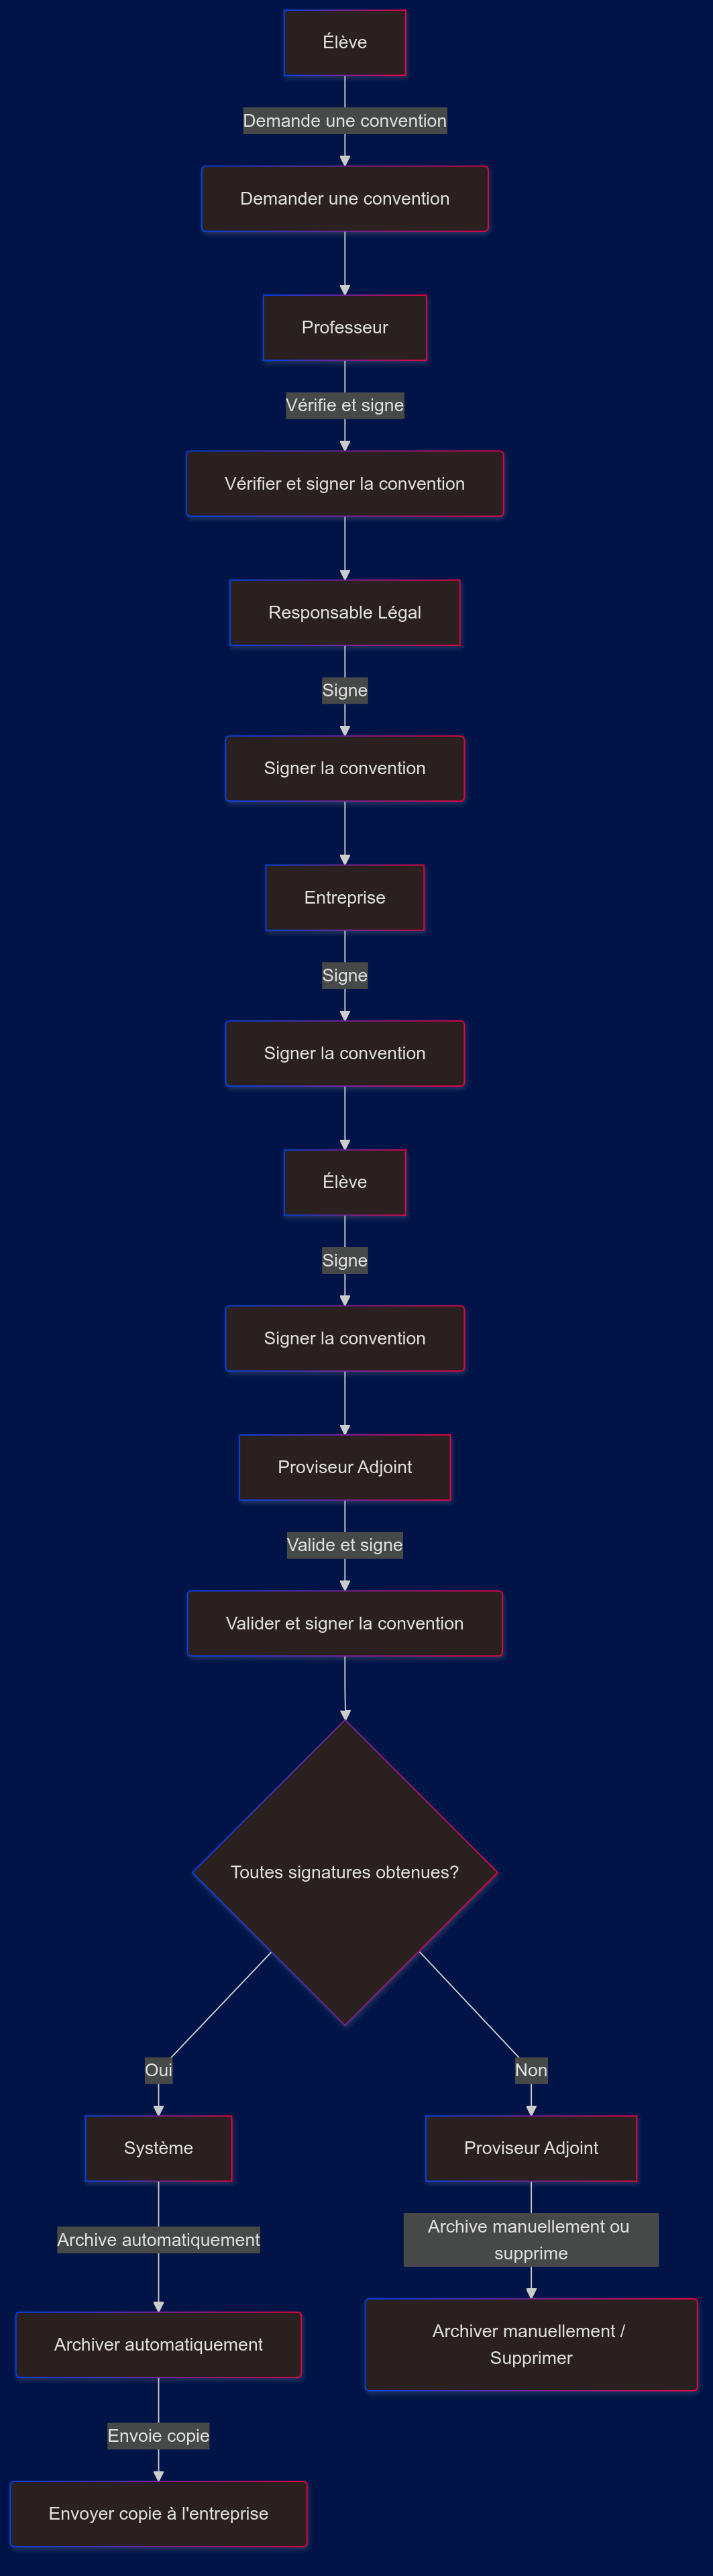 Élève
Demande une convention
Demander une convention
Professeur
Vérifie et signe
Vérifier et signer la convention
Responsable Légal
Signe
Signer la convention
Entreprise
Signe
Signer la convention
Élève
Signe
Signer la convention
Proviseur Adjoint
Valide et signe
Valider et signer la convention
Toutes signatures obtenues?
Oui
Non
Système
Proviseur Adjoint
Archive automatiquement
Archive manuellement ou
supprime
Archiver automatiquement
Archiver manuellement /
Supprimer
Envoie copie
Envoyer copie à l'entreprise